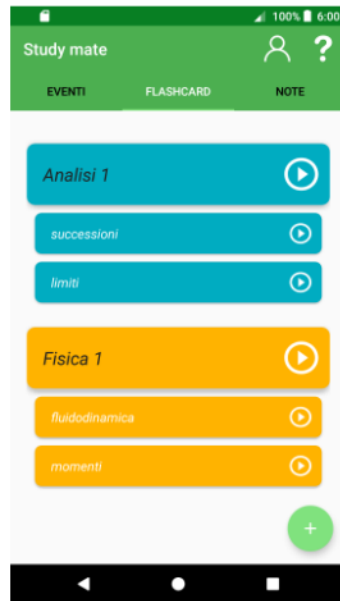 100% 6:00
Study mate ?
EVENTI FLASHCARD NOTE
Analisi 1
successioni
limiti
Fisica 1
fluidodinamica
momenti
+